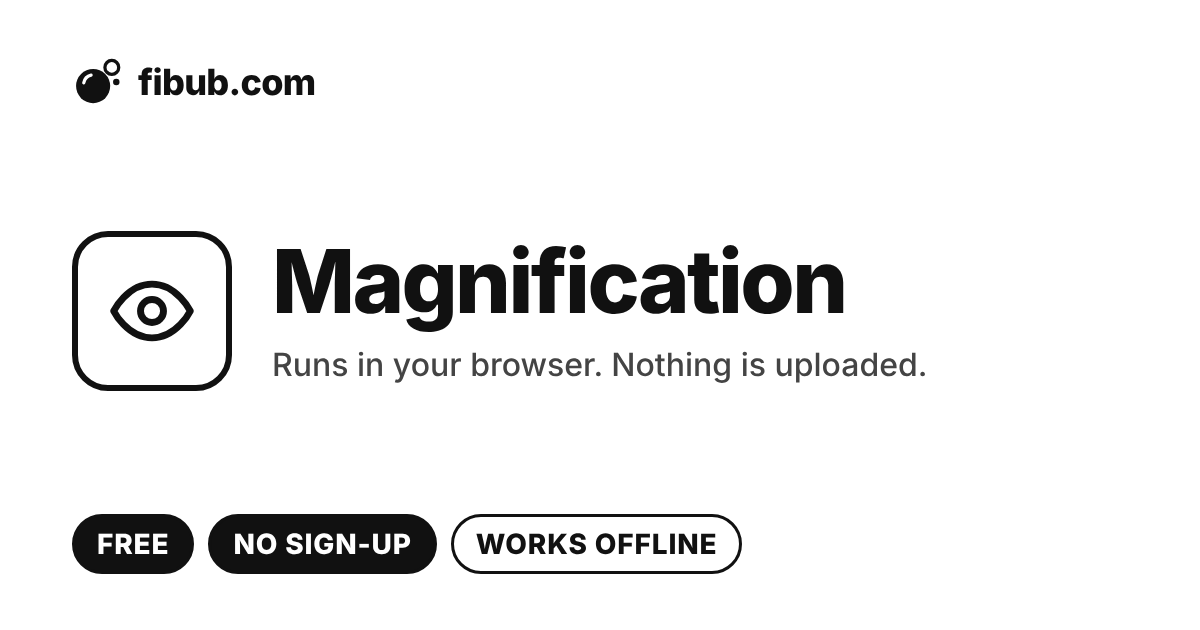 fibub.com
Magnification
Runs in your browser. Nothing is uploaded.
FREE
NO SIGN-UP
WORKS OFFLINE